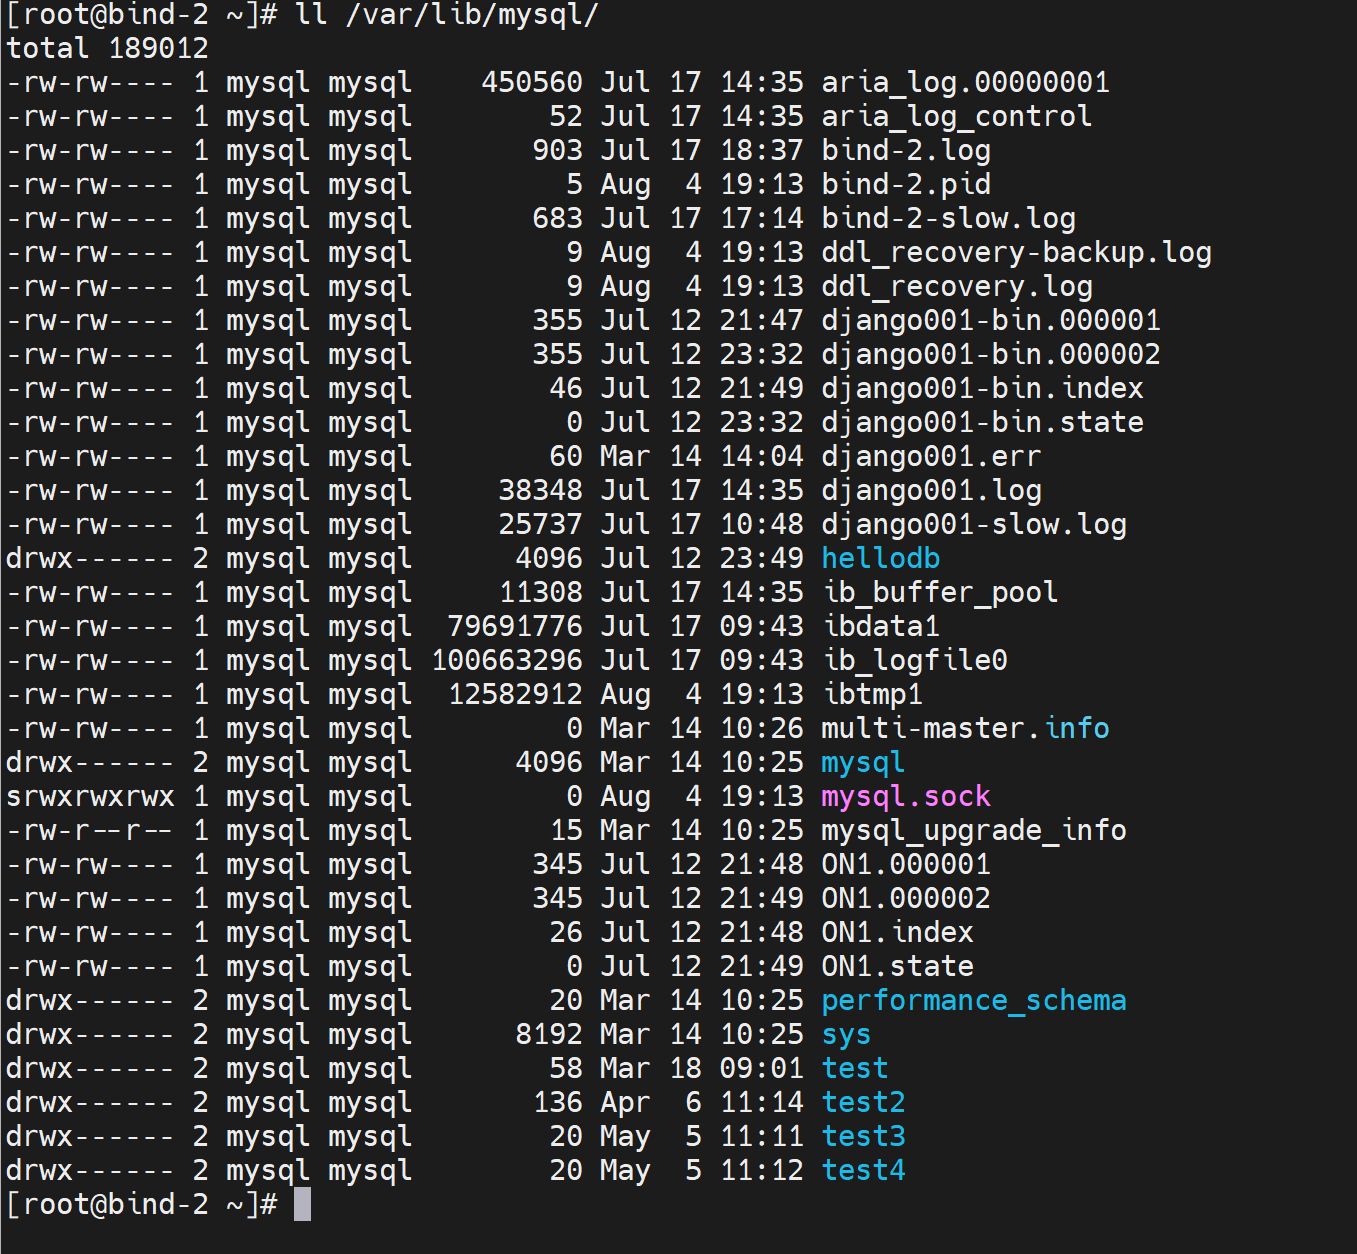 [root@bind-2 ~]# ll /var/lib/mysql/
total 189012
-rw-rw---- 1 mysql mysql    450560 Jul 17 14:35 aria_log.00000001
-rw-rw---- 1 mysql mysql        52 Jul 17 14:35 aria_log_control
-rw-rw---- 1 mysql mysql       903 Jul 17 18:37 bind-2.log
-rw-rw---- 1 mysql mysql         5 Aug  4 19:13 bind-2.pid
-rw-rw---- 1 mysql mysql       683 Jul 17 17:14 bind-2-slow.log
-rw-rw---- 1 mysql mysql         9 Aug  4 19:13 ddl_recovery-backup.log
-rw-rw---- 1 mysql mysql         9 Aug  4 19:13 ddl_recovery.log
-rw-rw---- 1 mysql mysql       355 Jul 12 21:47 django001-bin.000001
-rw-rw---- 1 mysql mysql       355 Jul 12 23:32 django001-bin.000002
-rw-rw---- 1 mysql mysql        46 Jul 12 21:49 django001-bin.index
-rw-rw---- 1 mysql mysql         0 Jul 12 23:32 django001-bin.state
-rw-rw---- 1 mysql mysql        60 Mar 14 14:04 django001.err
-rw-rw---- 1 mysql mysql     38348 Jul 17 14:35 django001.log
-rw-rw---- 1 mysql mysql     25737 Jul 17 10:48 django001-slow.log
drwx------ 2 mysql mysql      4096 Jul 12 23:49 hellodb
-rw-rw---- 1 mysql mysql     11308 Jul 17 14:35 ib_buffer_pool
-rw-rw---- 1 mysql mysql  79691776 Jul 17 09:43 ibdata1
-rw-rw---- 1 mysql mysql 100663296 Jul 17 09:43 ib_logfile0
-rw-rw---- 1 mysql mysql  12582912 Aug  4 19:13 ibtmp1
-rw-rw---- 1 mysql mysql         0 Mar 14 10:26 multi-master.info
drwx------ 2 mysql mysql      4096 Mar 14 10:25 mysql
srwxrwxrwx 1 mysql mysql         0 Aug  4 19:13 mysql.sock
-rw-r--r-- 1 mysql mysql        15 Mar 14 10:25 mysql_upgrade_info
-rw-rw---- 1 mysql mysql       345 Jul 12 21:48 ON1.000001
-rw-rw---- 1 mysql mysql       345 Jul 12 21:49 ON1.000002
-rw-rw---- 1 mysql mysql        26 Jul 12 21:48 ON1.index
-rw-rw---- 1 mysql mysql         0 Jul 12 21:49 ON1.state
drwx------ 2 mysql mysql        20 Mar 14 10:25 performance_schema
drwx------ 2 mysql mysql      8192 Mar 14 10:25 sys
drwx------ 2 mysql mysql        58 Mar 18 09:01 test
drwx------ 2 mysql mysql       136 Apr  6 11:14 test2
drwx------ 2 mysql mysql        20 May  5 11:11 test3
drwx------ 2 mysql mysql        20 May  5 11:12 test4
[root@bind-2 ~]#